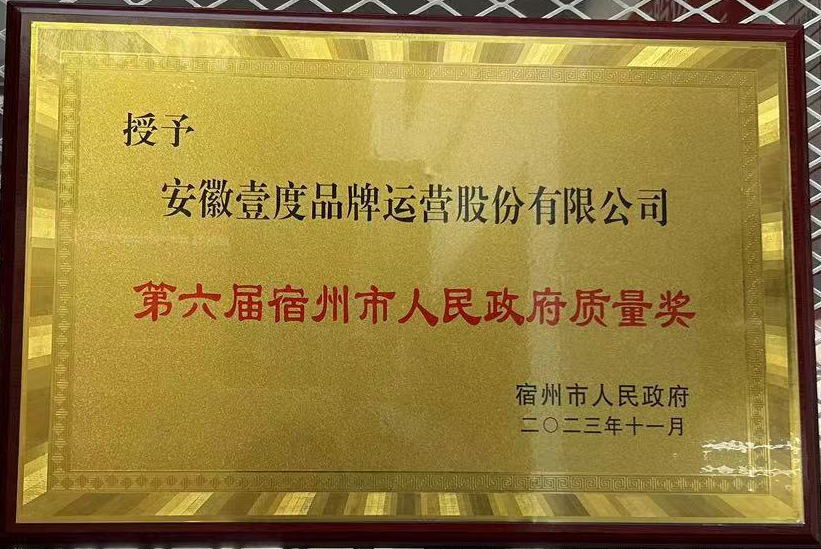 授予
安徽壹度品牌运营股份有限公司
第六届宿州市人民政府质量奖
宿州市人民政府
二〇二三年十一月